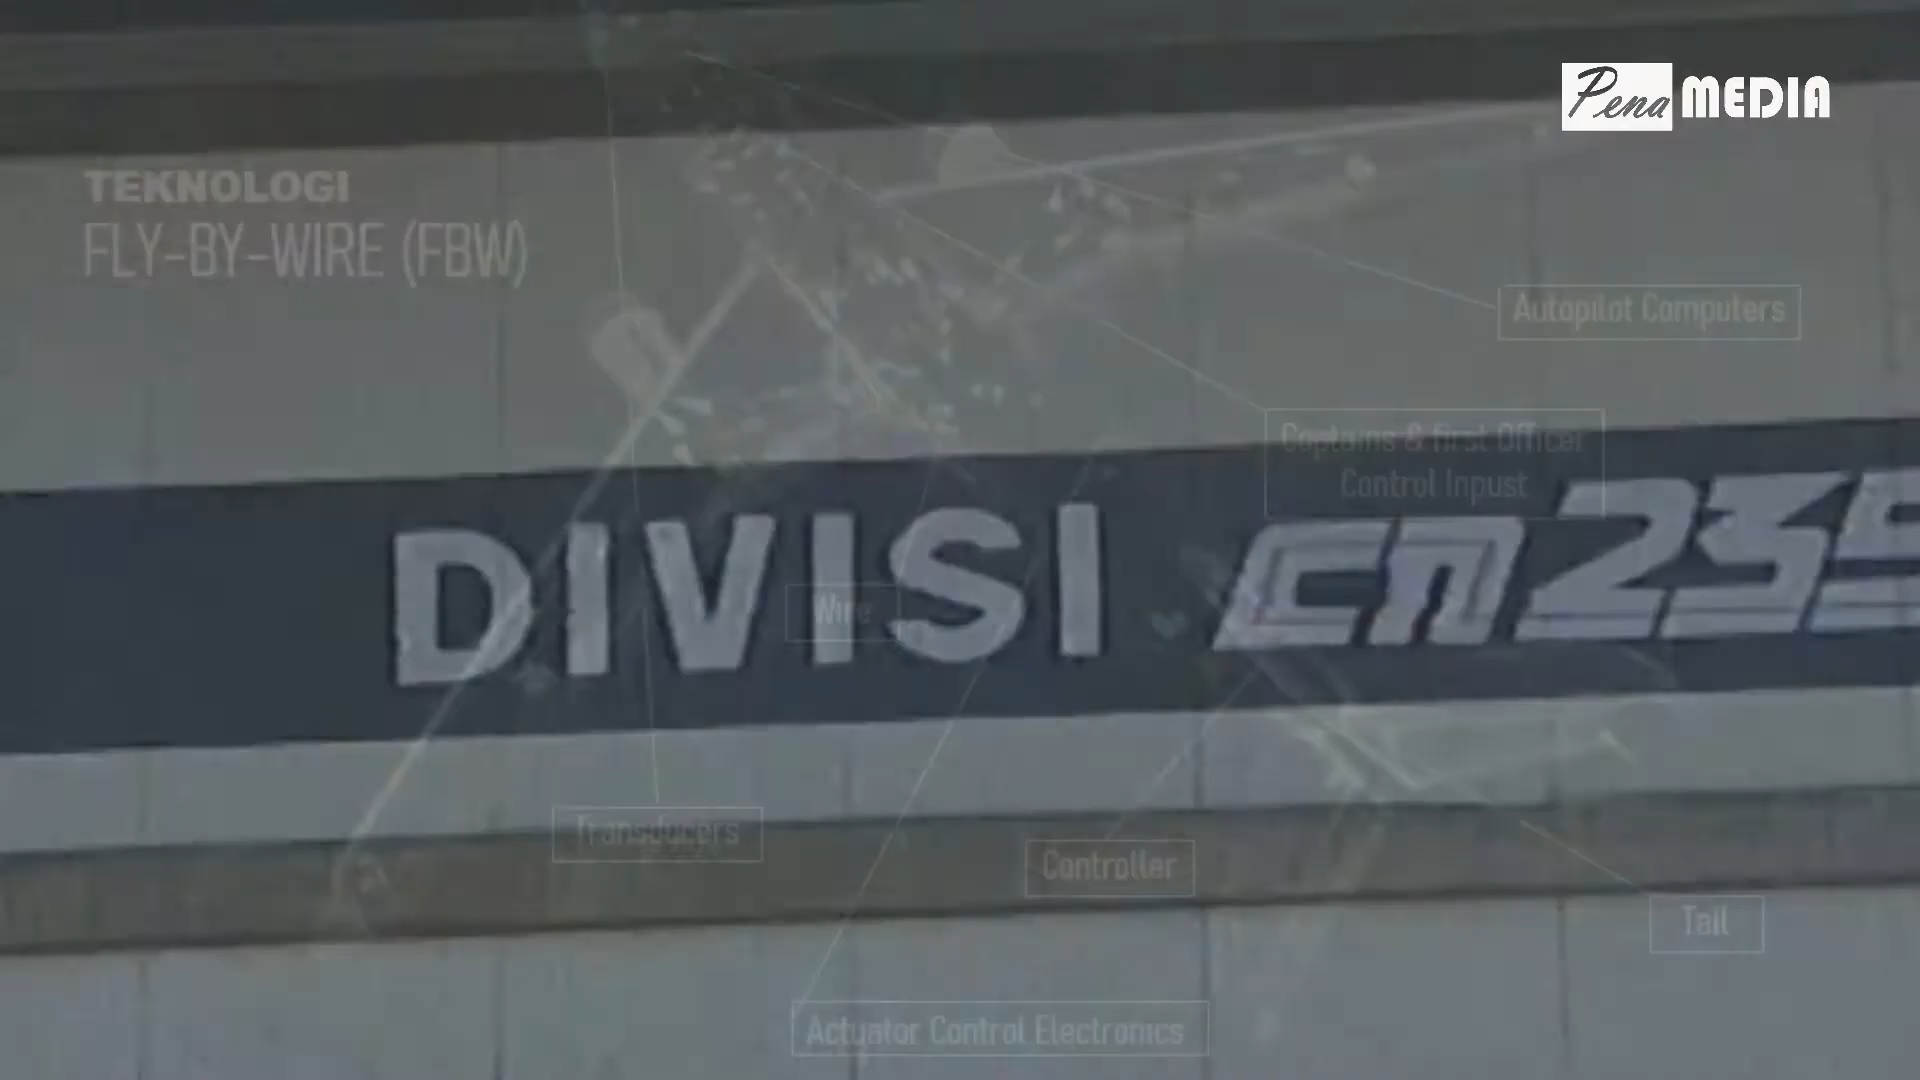 Pena MEDIA
TEKNOLOGI
FLY-BY-WIRE (FBW)
Autopilot Computers
Captains & first Officer
Control Inpust
DIVISI CN235
Wire
Transducers
Controller
Tail
Actuator Control Electronics